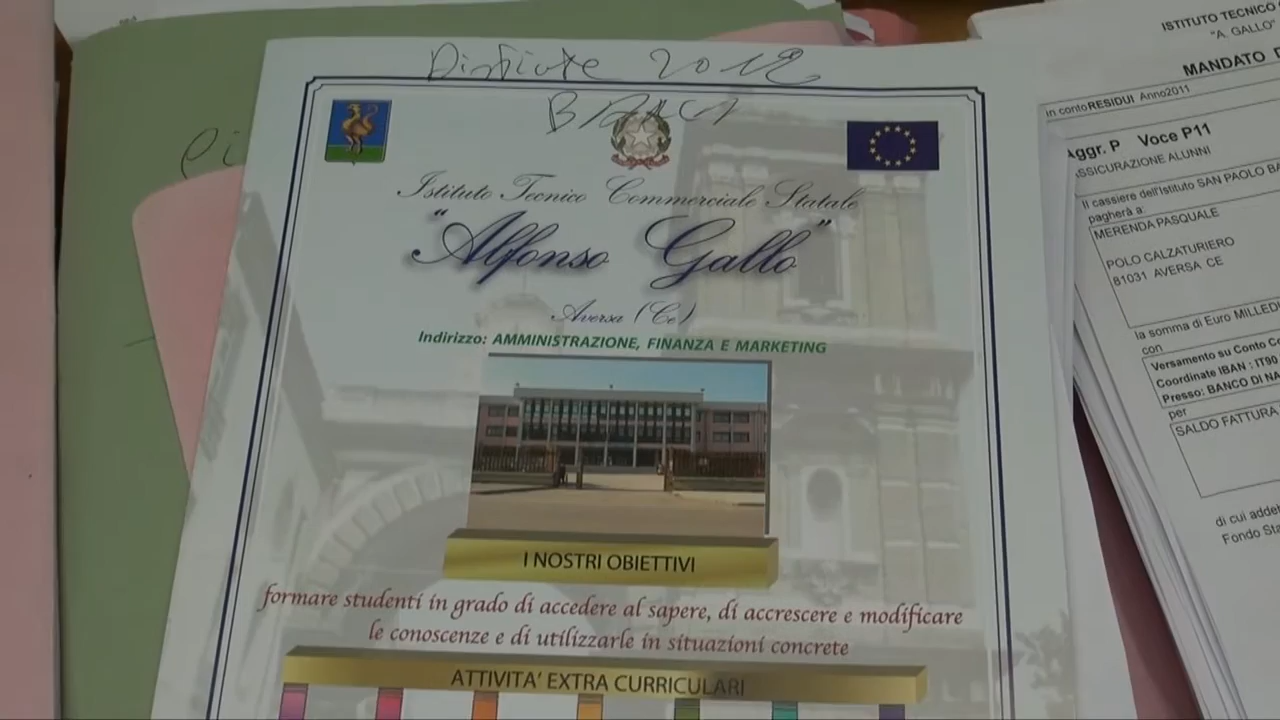 Distinte 2012
Istituto Tecnico Commerciale Statale
"Alfonso Gallo"
Aversa (Ce)
Indirizzo: AMMINISTRAZIONE, FINANZA E MARKETING
I NOSTRI OBIETTIVI
formare studenti in grado di accedere al sapere, di accrescere e modificare
le conoscenze e di utilizzarle in situazioni concrete
ATTIVITA' EXTRA CURRICULARI
ISTITUTO TECNICO
"A. GALLO"
MANDATO
in conto RESIDUI Anno 2011
Aggr. P Voce P11
ASSICURAZIONE ALUNNI
Il cassiere dell'Istituto SAN PAOLO
pagherà a:
MERENDA PASQUALE
POLO CALZATURIERO
81031 AVERSA CE
la somma di Euro
con
Versamento su Conto
Coordinate IBAN : IT90
Presso: BANCO DI
per
SALDO FATTURA
di cui
Fondo